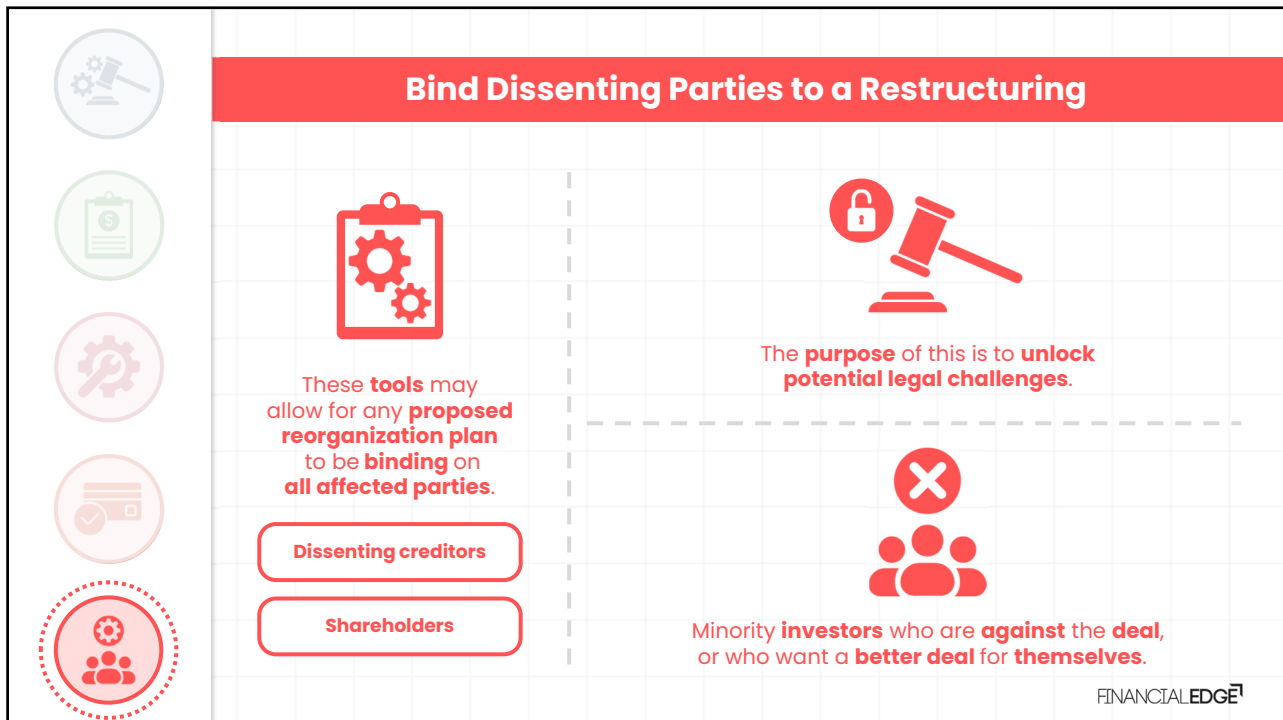 Bind Dissenting Parties to a Restructuring
These tools may
allow for any proposed
reorganization plan
to be binding on
all affected parties.
Dissenting creditors
Shareholders
The purpose of this is to unlock
potential legal challenges.
Minority investors who are against the deal,
or who want a better deal for themselves.
FINANCIALEDGE
$